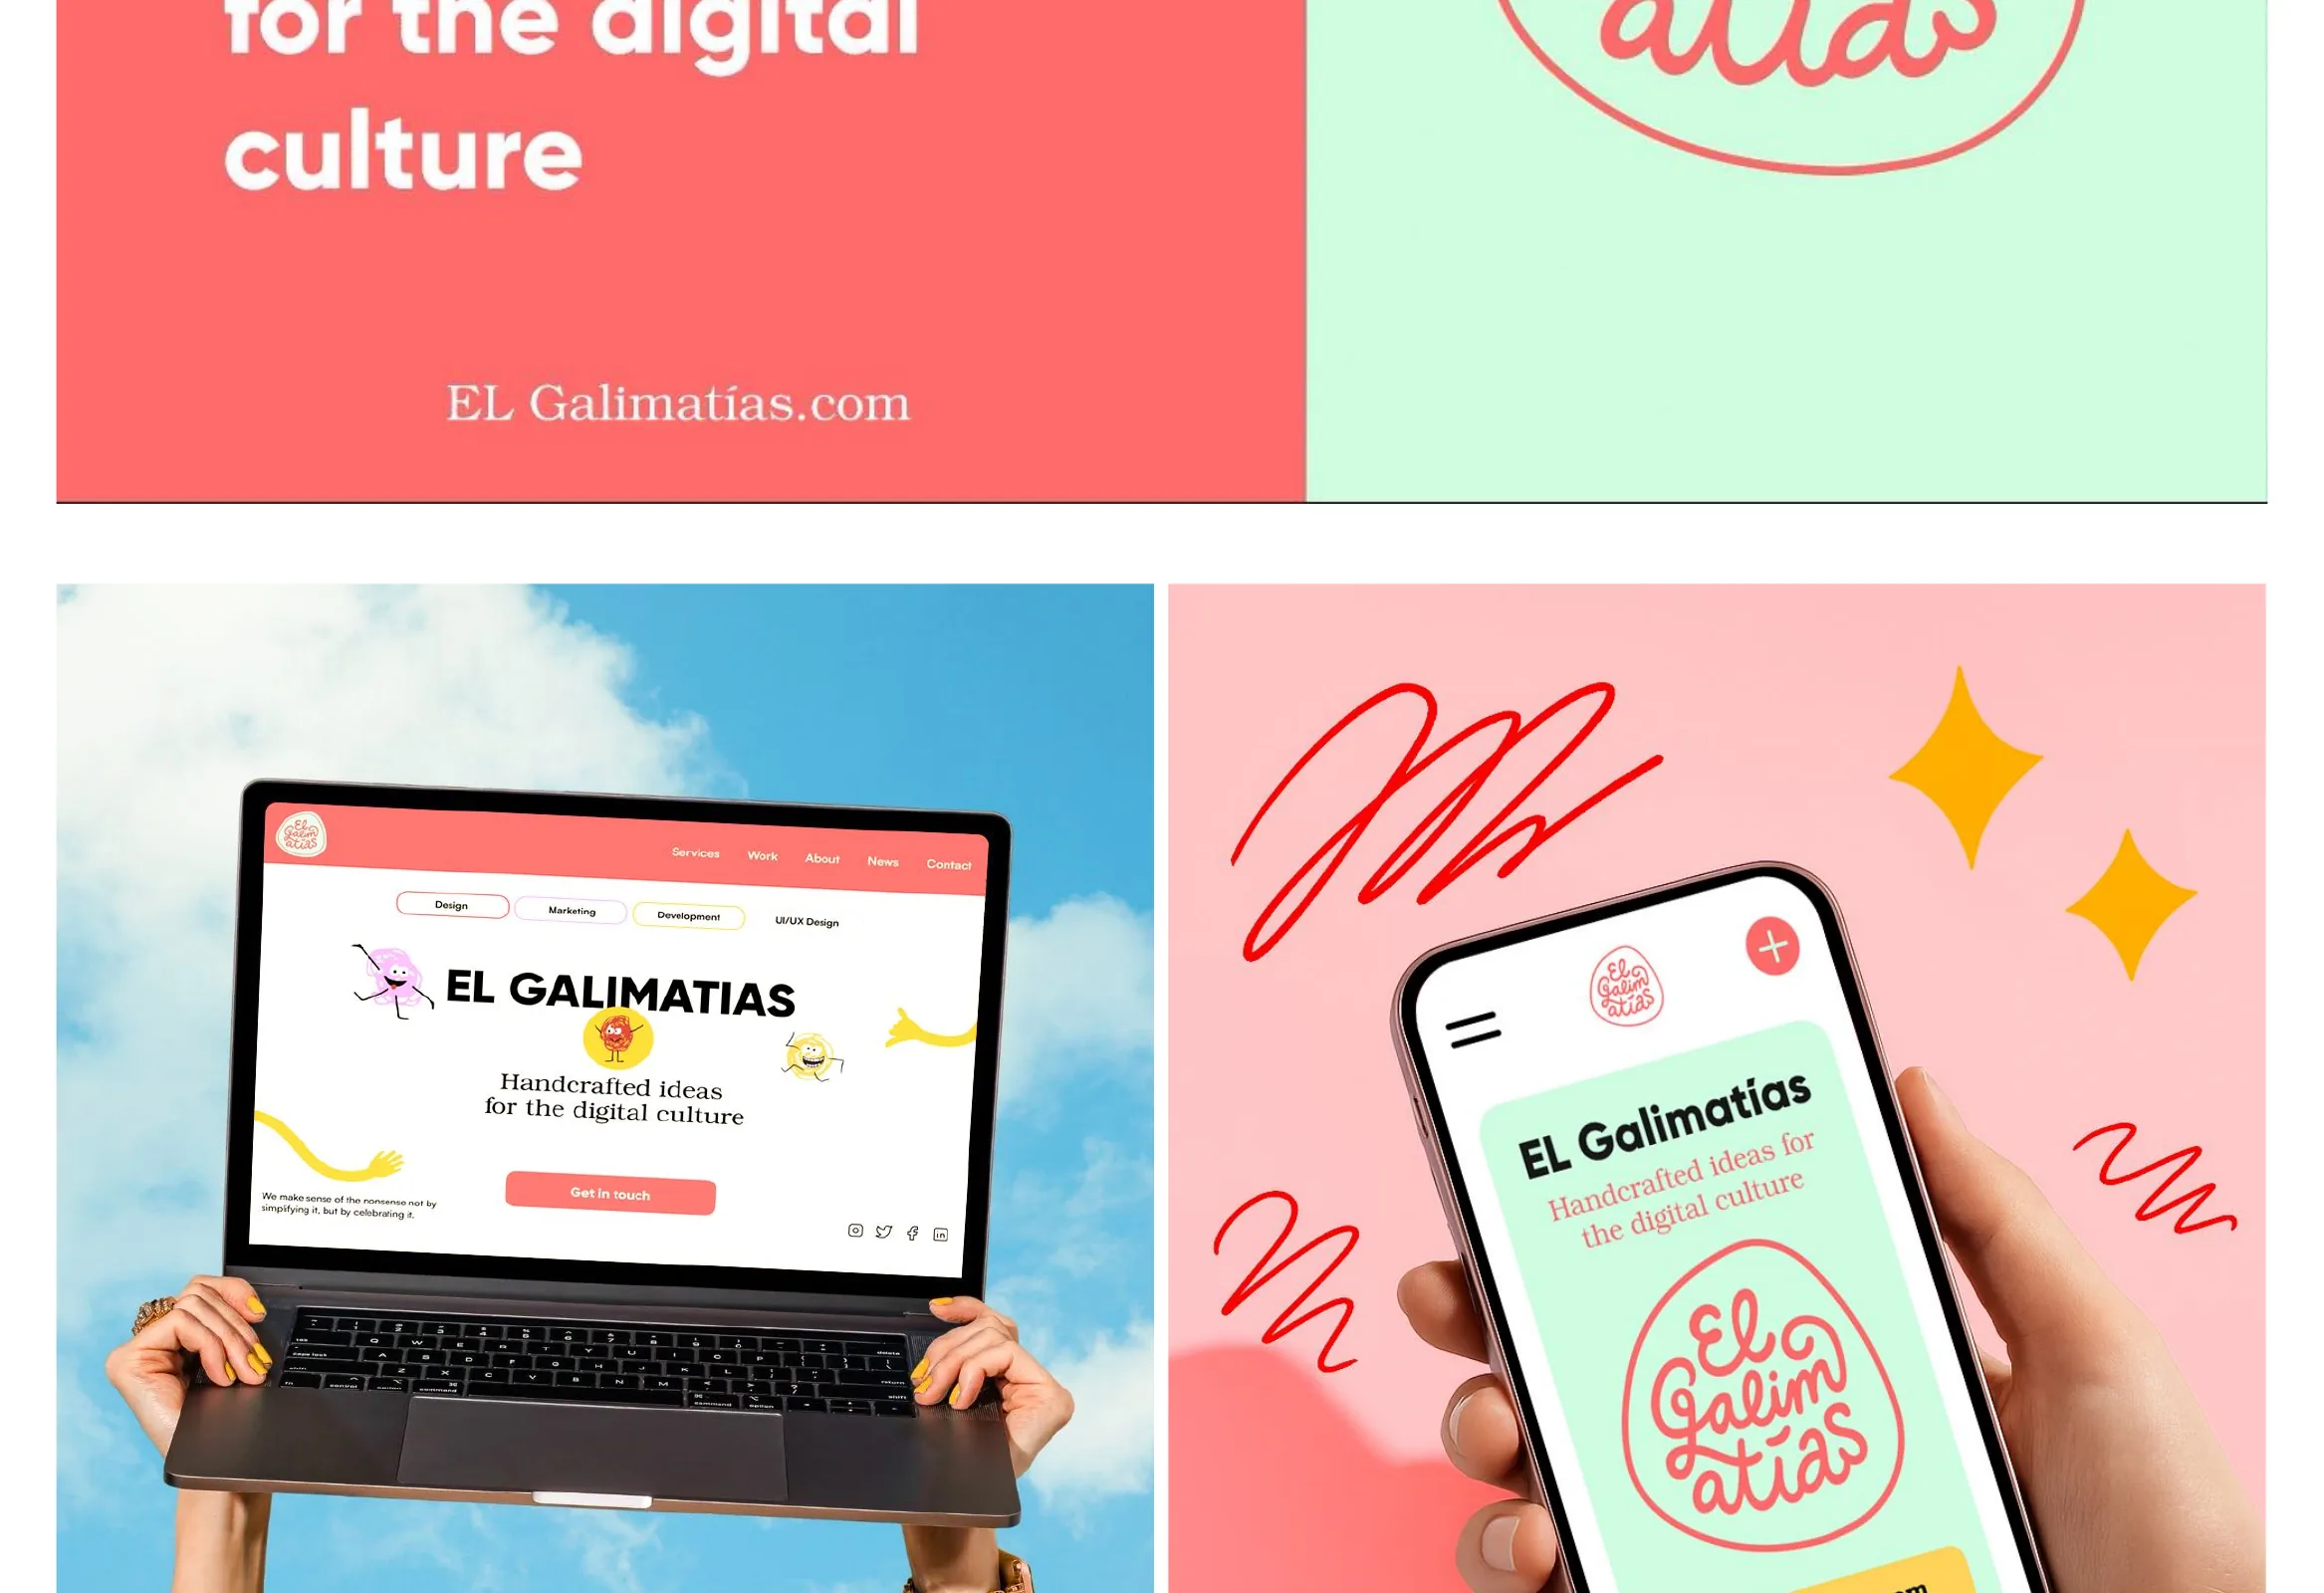 for the digital
culture
EL Galimatías.com
atías
El
Galim
atías
Services Work About News Contact
Design Marketing Development UI/UX Design
EL GALIMATIAS
Handcrafted ideas
for the digital culture
Get in touch
We make sense of the nonsense not by
simplifying it, but by celebrating it.
El
Galim
atías
EL Galimatías
Handcrafted ideas for
the digital culture
El
Galim
atías